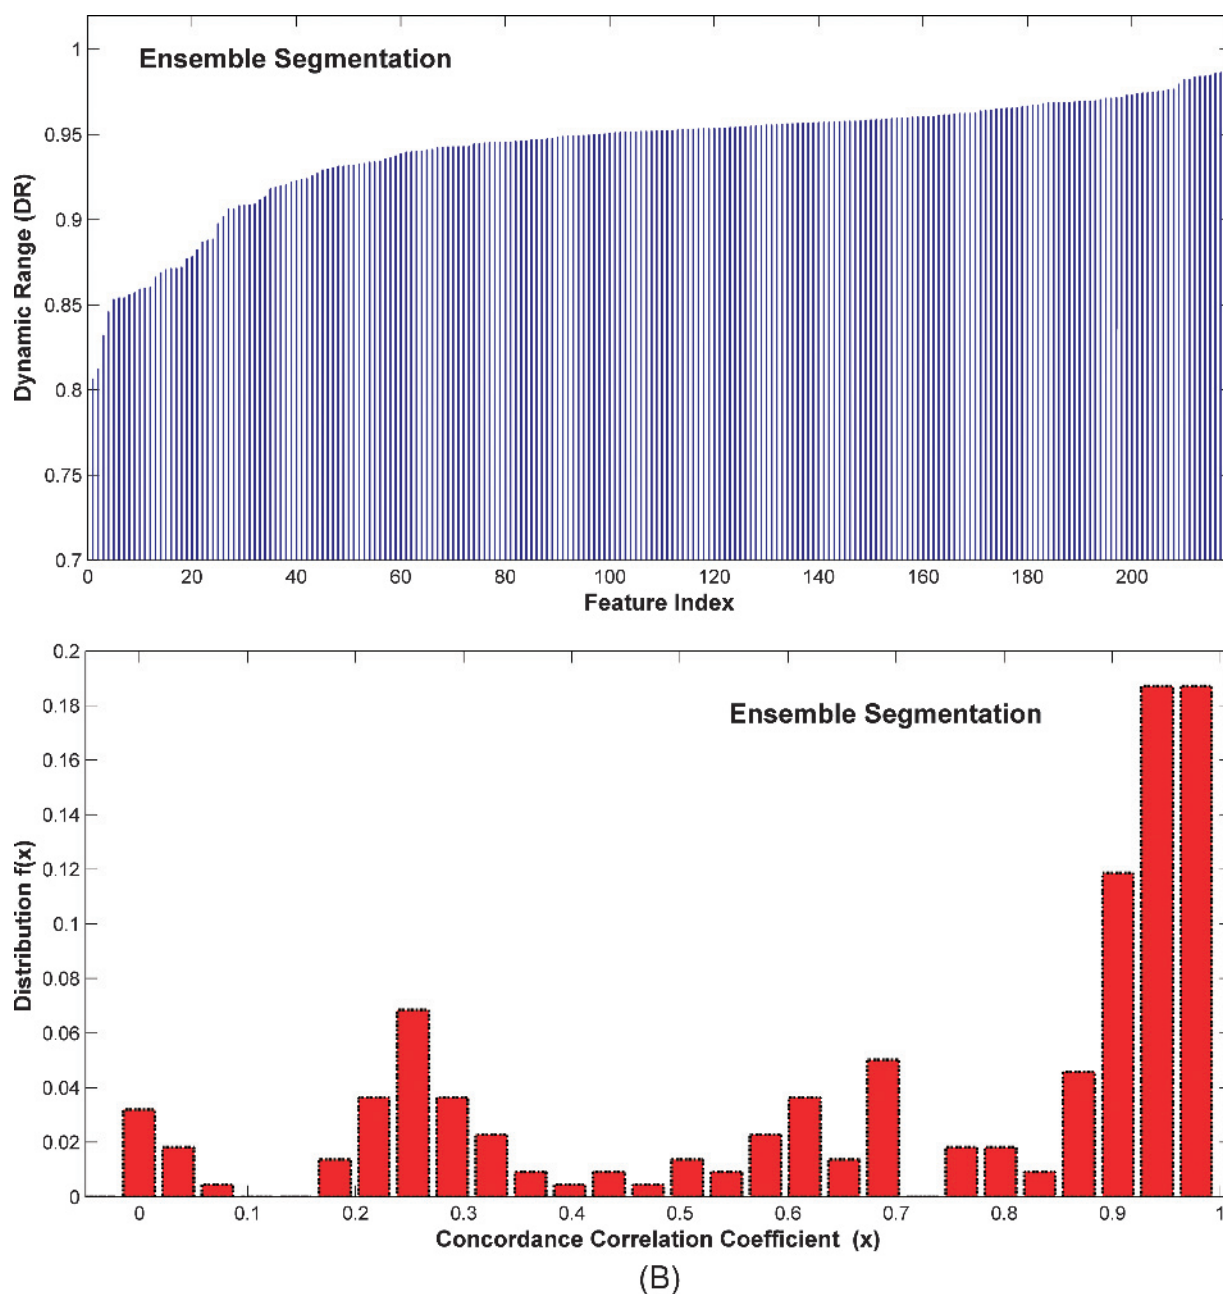 Ensemble Segmentation
1
0.95
0.9
0.85
0.8
0.75
0.7
Dynamic Range (DR)
0 20 40 60 80 100 120 140 160 180 200
Feature Index
Ensemble Segmentation
0.2
0.18
0.16
0.14
0.12
0.1
0.08
0.06
0.04
0.02
0
Distribution f(x)
0 0.1 0.2 0.3 0.4 0.5 0.6 0.7 0.8 0.9 1
Concordance Correlation Coefficient (x)
(B)